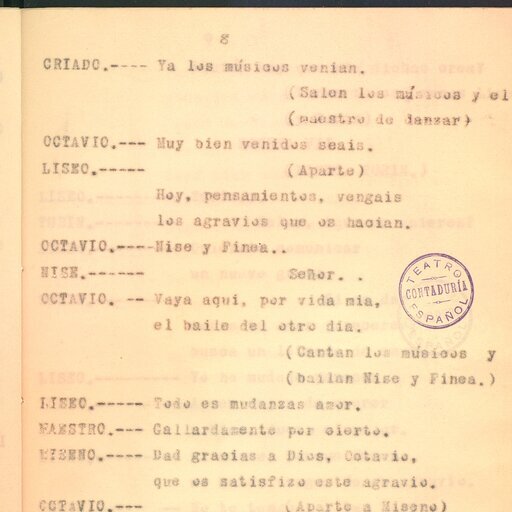 8
CRIADO.---- Ya los músicos venian.
(Salen los músicos y el
(maestro de danzar)
OCTAVIO.--- Muy bien venidos seais.
LISEO.----- (Aparte)
Hoy, pensamientos, vengais
los agravios que os hacian.
OCTAVIO.----Nise y Finea..
NISE.------ Señor. .
OCTAVIO. -- Vaya aquí, por vida mia,
el baile del otro dia.
(Cantan los músicos y
(bailan Nise y Finea.)
LISEO.----- Todo es mudanzas amor.
MAESTRO.--- Gallardamente por cierto.
MISENO.---- Dad gracias a Dios, Octavio,
que os satisfizo este agravio.
OCTAVIO.--- (Aparte a Miseno)
TEATRO ESPAÑOL
CONTADURÍA